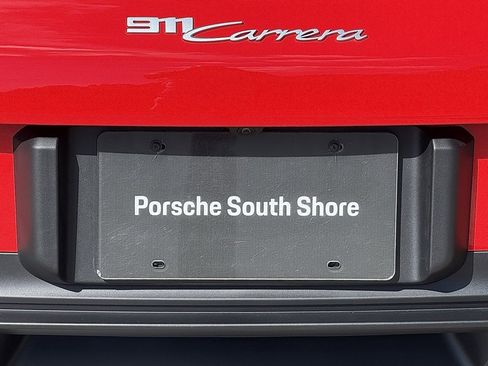 911 Carrera
Porsche South Shore